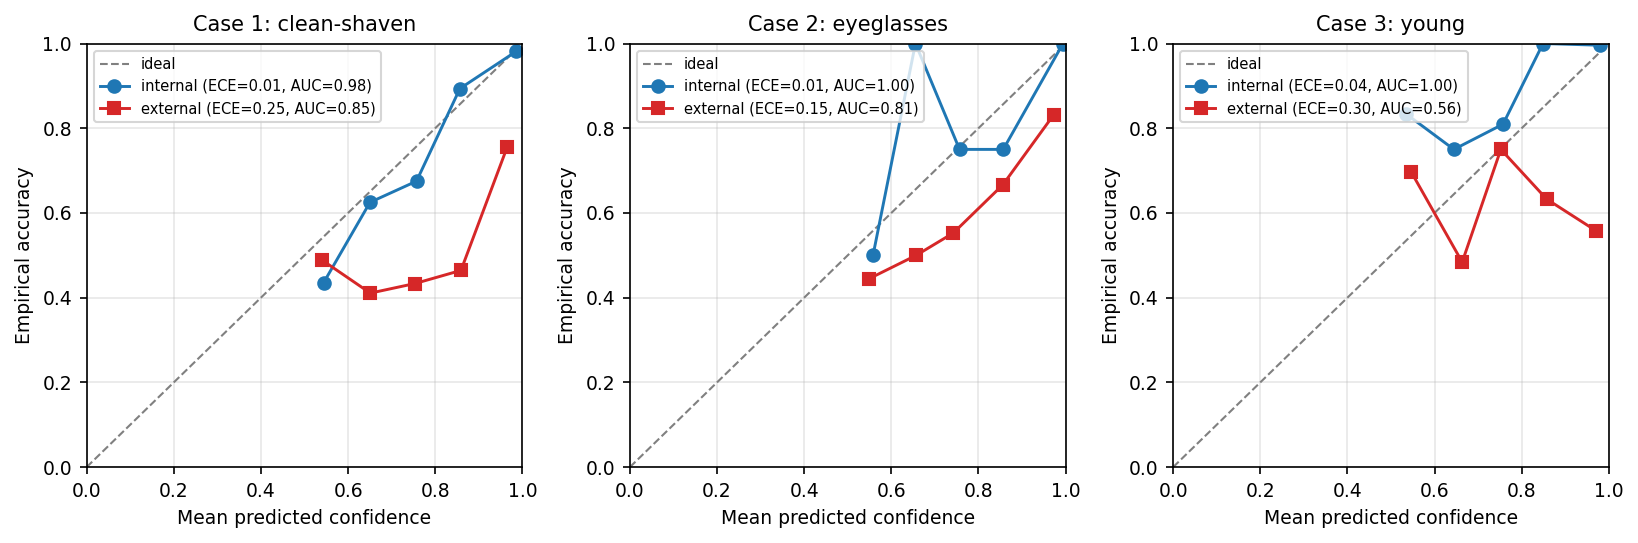 Case 1: clean-shaven
ideal
internal (ECE=0.01, AUC=0.98)
external (ECE=0.25, AUC=0.85)
1.0
0.8
0.6
0.4
0.2
0.0
0.0 0.2 0.4 0.6 0.8 1.0
Mean predicted confidence
Empirical accuracy
Case 2: eyeglasses
ideal
internal (ECE=0.01, AUC=1.00)
external (ECE=0.15, AUC=0.81)
1.0
0.8
0.6
0.4
0.2
0.0
0.0 0.2 0.4 0.6 0.8 1.0
Mean predicted confidence
Empirical accuracy
Case 3: young
ideal
internal (ECE=0.04, AUC=1.00)
external (ECE=0.30, AUC=0.56)
1.0
0.8
0.6
0.4
0.2
0.0
0.0 0.2 0.4 0.6 0.8 1.0
Mean predicted confidence
Empirical accuracy